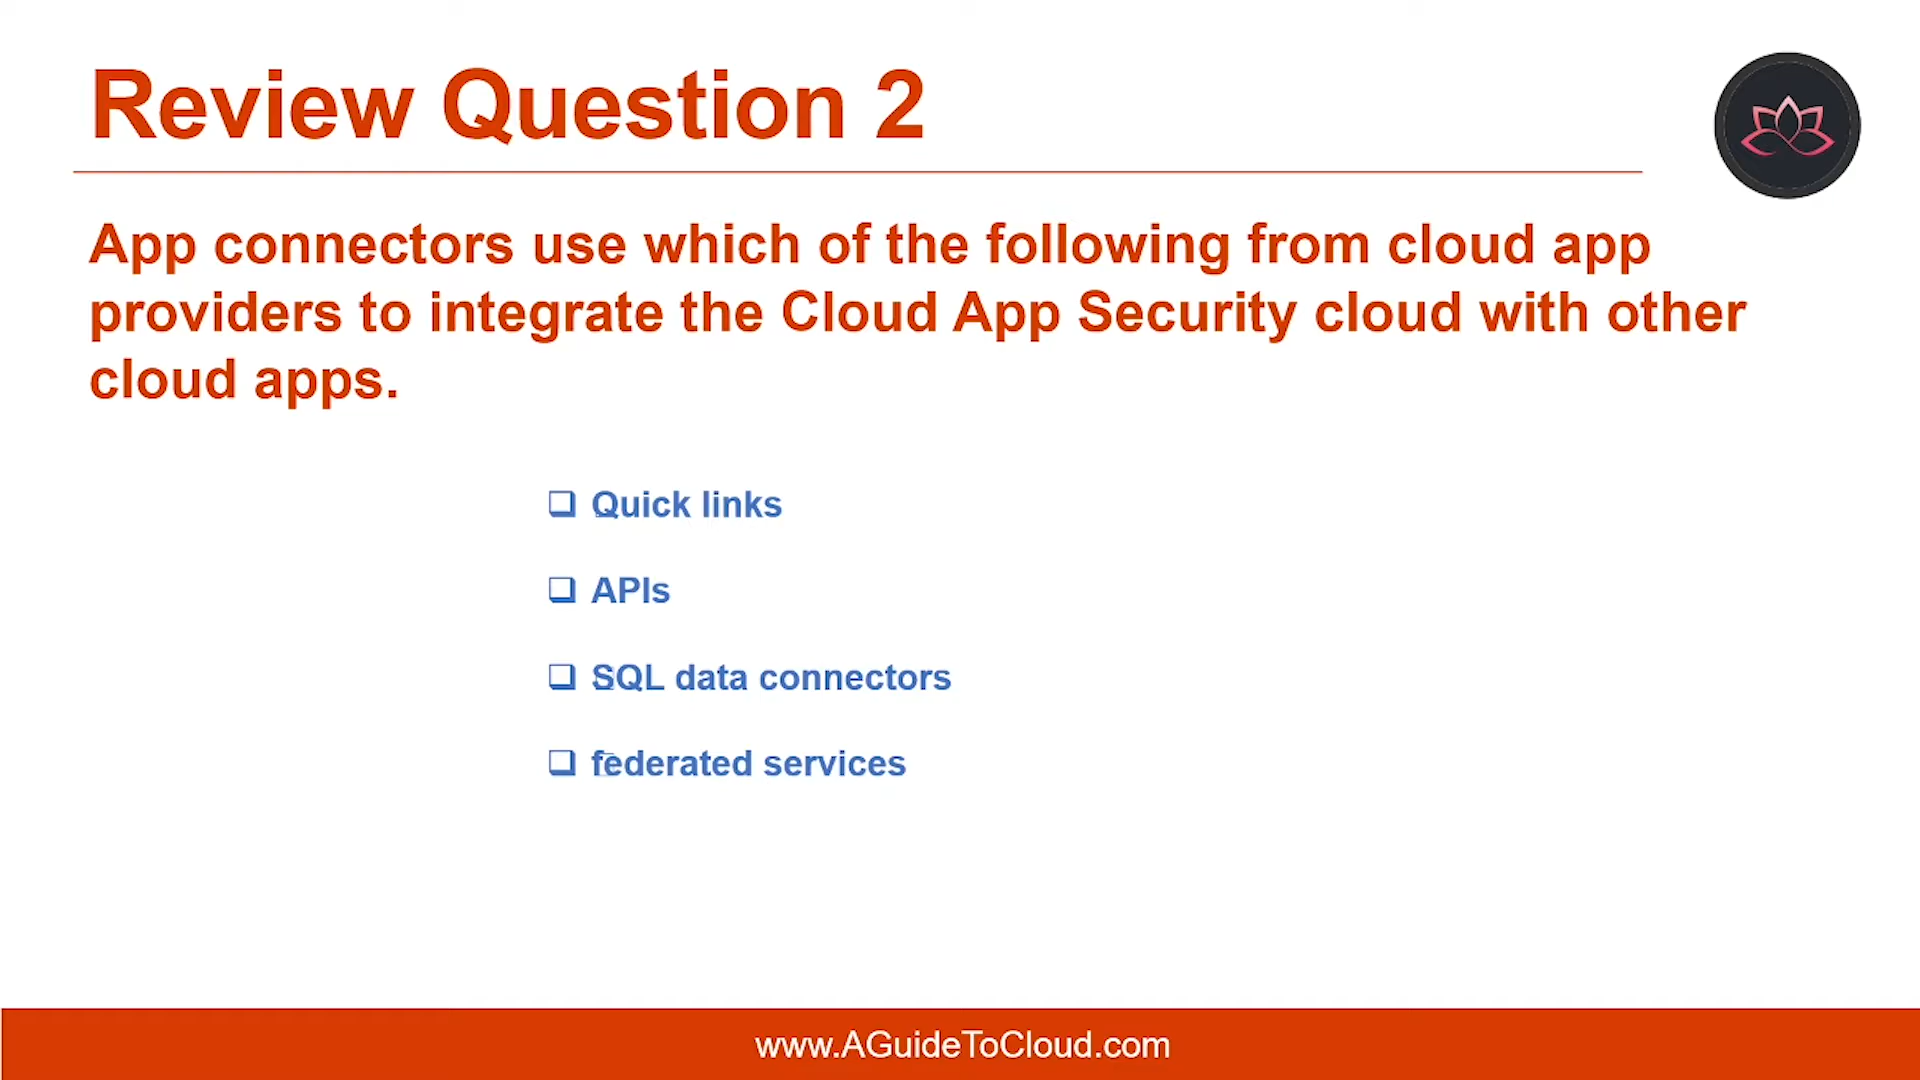 Review Question 2
App connectors use which of the following from cloud app
providers to integrate the Cloud App Security cloud with other
cloud apps.
❑ Quick links
❑ APIs
❑ SQL data connectors
❑ federated services
www.AGuideToCloud.com